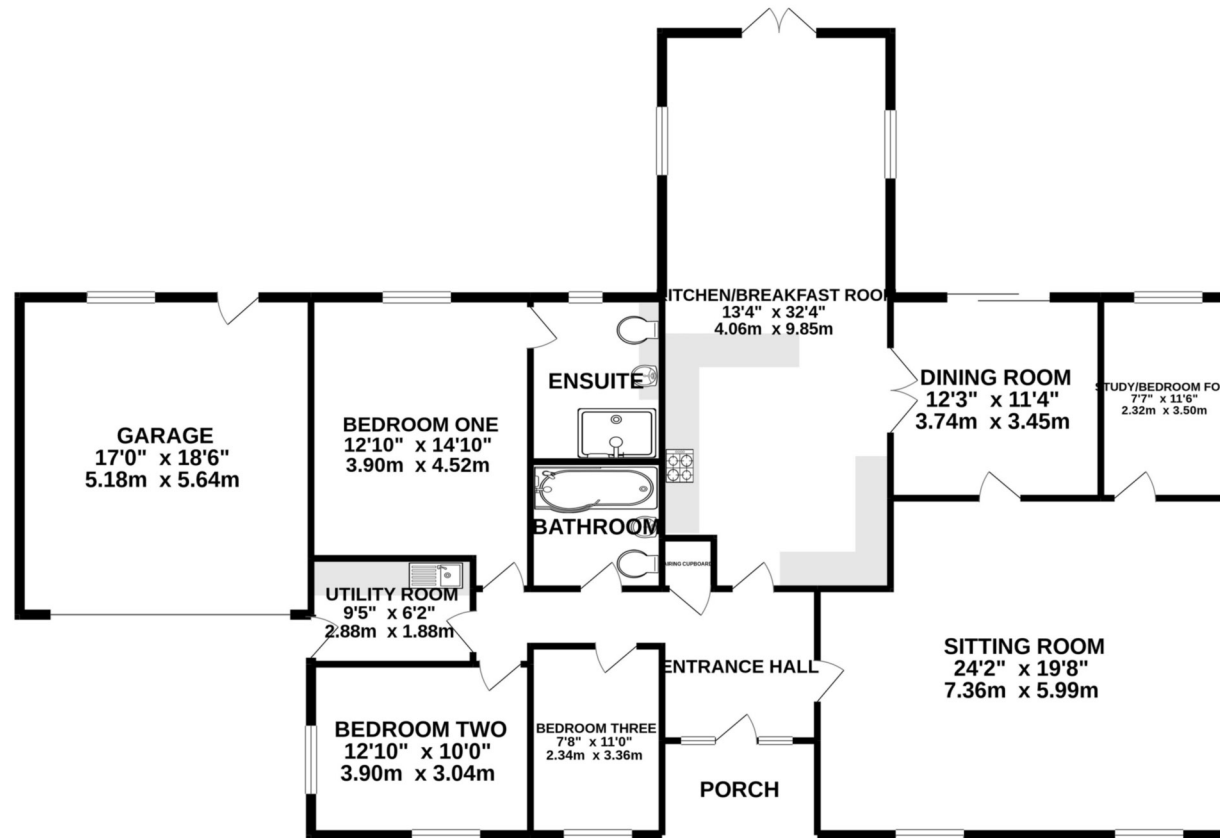 KITCHEN/BREAKFAST ROOM
13'4" x 32'4"
4.06m x 9.85m
GARAGE
17'0" x 18'6"
5.18m x 5.64m
BEDROOM ONE
12'10" x 14'10"
3.90m x 4.52m
ENSUITE
DINING ROOM
12'3" x 11'4"
3.74m x 3.45m
STUDY/BEDROOM FO
7'7" x 11'6"
2.32m x 3.50m
BATHROOM
AIRING CUPBOARD
UTILITY ROOM
9'5" x 6'2"
2.88m x 1.88m
ENTRANCE HALL
SITTING ROOM
24'2" x 19'8"
7.36m x 5.99m
BEDROOM TWO
12'10" x 10'0"
3.90m x 3.04m
BEDROOM THREE
7'8" x 11'0"
2.34m x 3.36m
PORCH